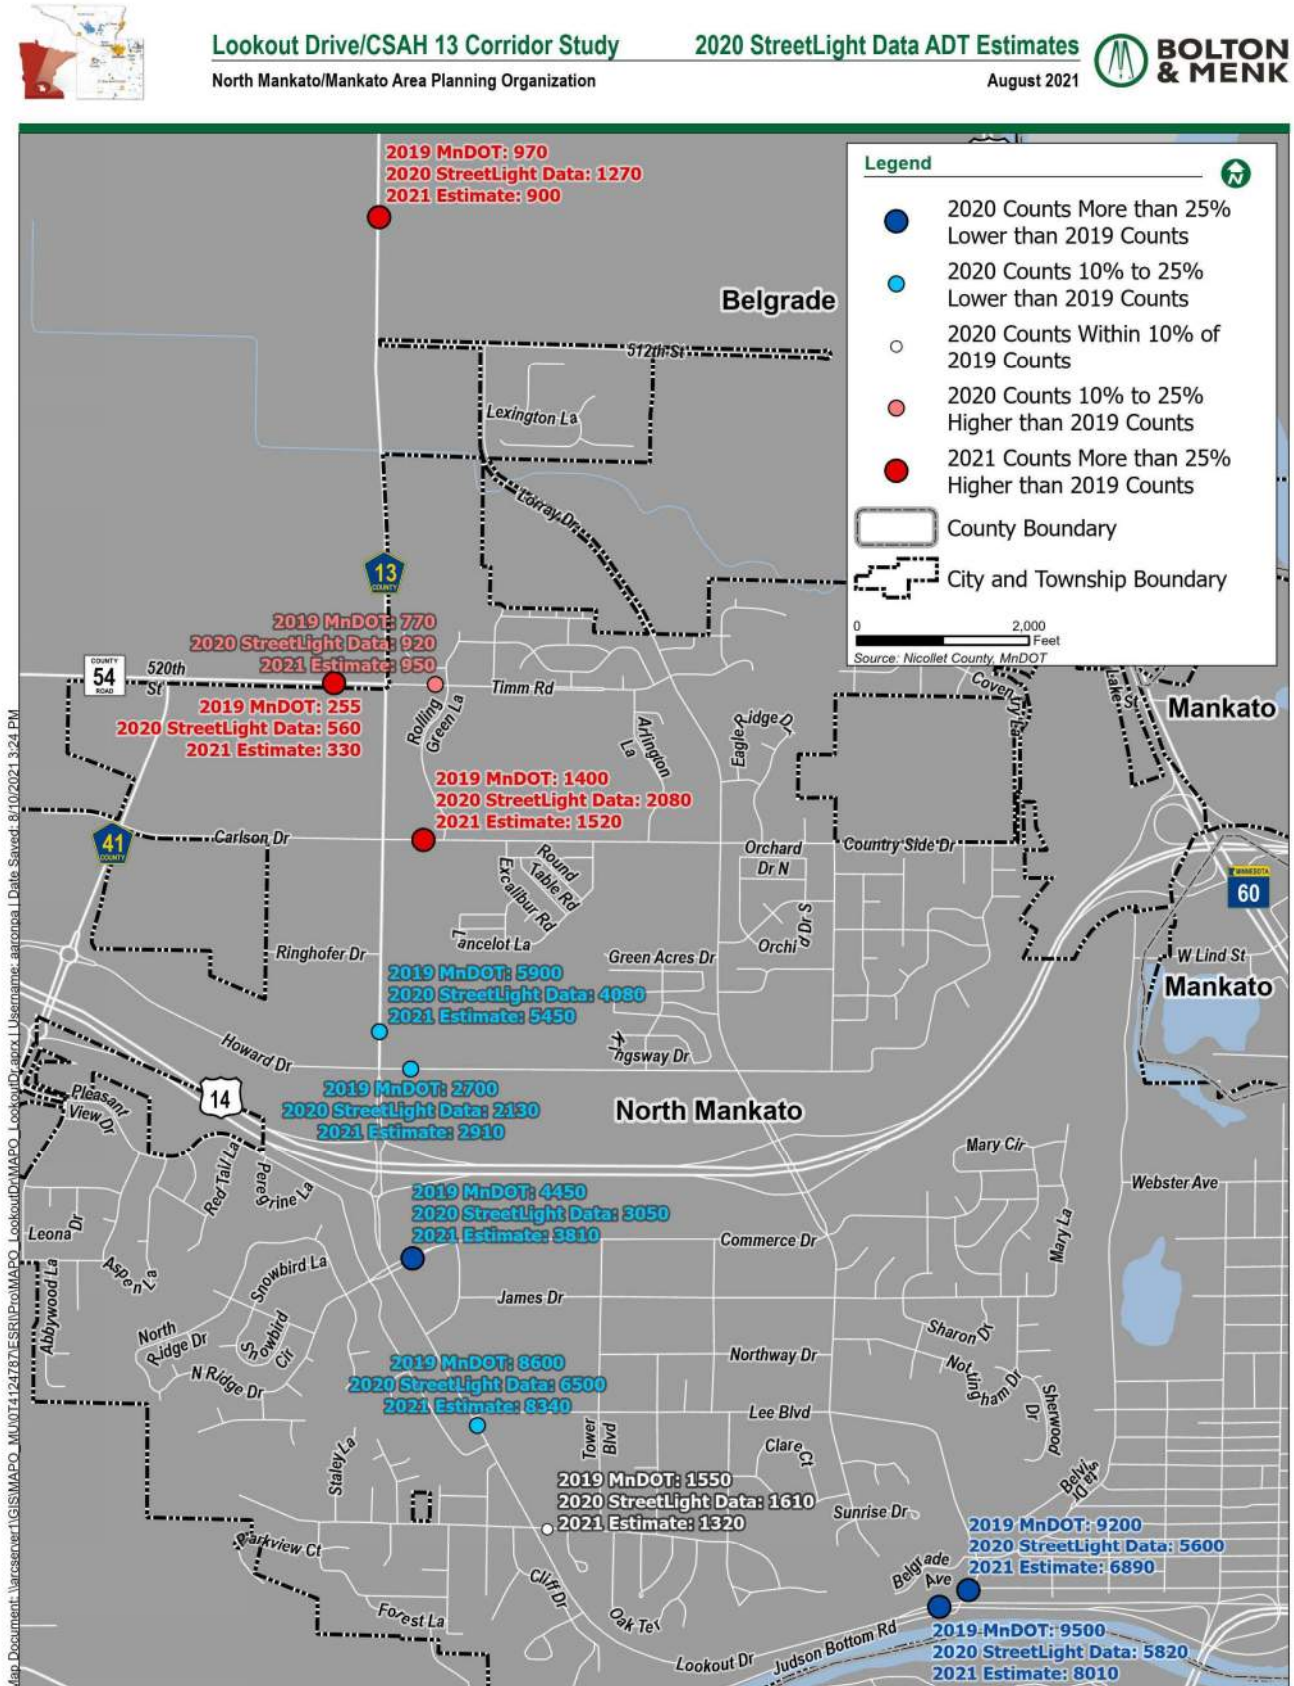 Lookout Drive/CSAH 13 Corridor Study
2020 StreetLight Data ADT Estimates
North Mankato/Mankato Area Planning Organization
August 2021
BOLTON
& MENK
2019 MnDOT: 970
2020 StreetLight Data: 1270
2021 Estimate: 900
Legend
N
2020 Counts More than 25%
Lower than 2019 Counts
2020 Counts 10% to 25%
Lower than 2019 Counts
2020 Counts Within 10% of
2019 Counts
2020 Counts 10% to 25%
Higher than 2019 Counts
2021 Counts More than 25%
Higher than 2019 Counts
County Boundary
City and Township Boundary
0
2,000
Feet
Source: Nicollet County, MnDOT
Belgrade
512th St
Lexington La
Lorray Dr
13
COUNTY
2019 MnDOT: 770
2020 StreetLight Data: 920
2021 Estimate: 950
COUNTY
54
ROAD
520th
St
Timm Rd
2019 MnDOT: 255
2020 StreetLight Data: 560
2021 Estimate: 330
Rolling
Green La
Arlington
La
Eagle Ridge Dr
Lake St
Mankato
2019 MnDOT: 1400
2020 StreetLight Data: 2080
2021 Estimate: 1520
41
COUNTY
Carlson Dr
Orchard
Dr N
Country Side Dr
Round
Table Rd
Excalibur Rd
MINNESOTA
60
Lancelot La
Orchid Dr S
Ringhofer Dr
Green Acres Dr
W Lind St
Mankato
2019 MnDOT: 5900
2020 StreetLight Data: 4080
2021 Estimate: 5450
Howard Dr
Kingsway Dr
14
2019 MnDOT: 2700
2020 StreetLight Data: 2130
2021 Estimate: 2910
North Mankato
Pleasant
View Dr
Red Tail La
Peregrine La
Mary Cir
Webster Ave
2019 MnDOT: 4450
2020 StreetLight Data: 3050
2021 Estimate: 3810
Leona Dr
Mary La
Commerce Dr
Abbywood La
Aspen La
Snowbird La
James Dr
North
Ridge Dr
Snowbird
Cir
N Ridge Dr
Sharon Dr
Northway Dr
Nottingham Dr
2019 MnDOT: 8600
2020 StreetLight Data: 6500
2021 Estimate: 8340
Sherwood
Dr
Lee Blvd
Tower
Blvd
Clare Ct
Staley La
2019 MnDOT: 1550
2020 StreetLight Data: 1610
2021 Estimate: 1320
Sunrise Dr
Parkview Ct
2019 MnDOT: 9200
2020 StreetLight Data: 5600
2021 Estimate: 6890
Belgrade
Ave
Cliff Dr
Forest La
Oak Ter
Lookout Dr
Judson Bottom Rd
2019 MnDOT: 9500
2020 StreetLight Data: 5820
2021 Estimate: 8010